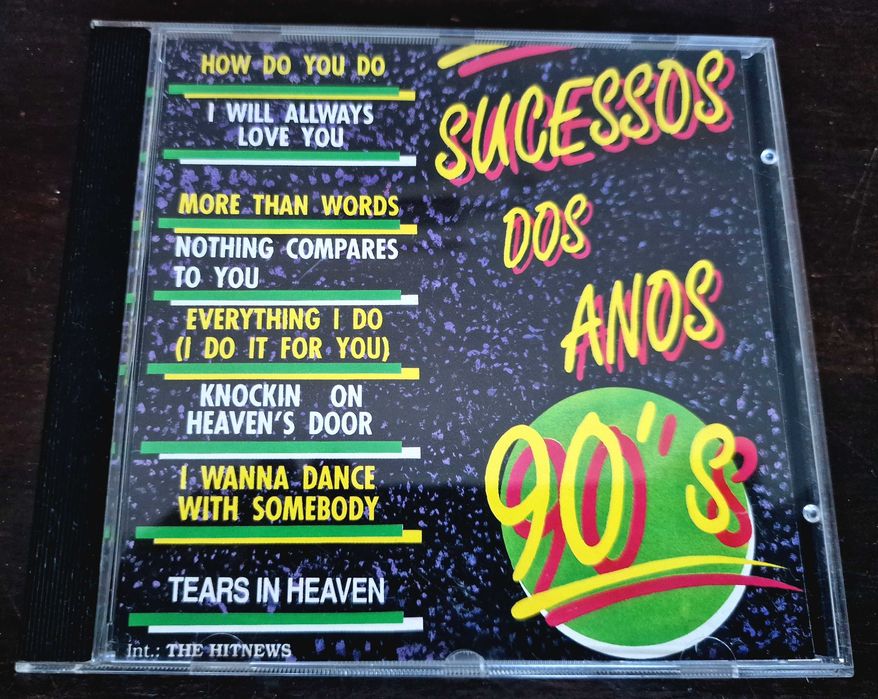 HOW DO YOU DO
I WILL ALLWAYS
LOVE YOU
MORE THAN WORDS
NOTHING COMPARES
TO YOU
EVERYTHING I DO
(I DO IT FOR YOU)
KNOCKIN ON
HEAVEN'S DOOR
I WANNA DANCE
WITH SOMEBODY
TEARS IN HEAVEN
Int.: THE HITNEWS
SUCESSOS
DOS
ANOS
90"s